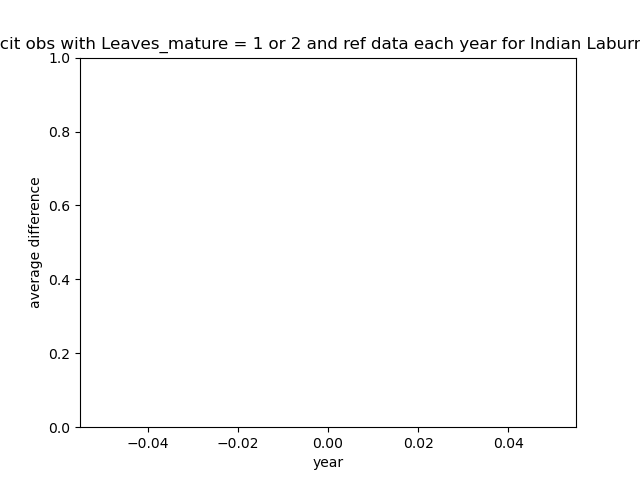 cit obs with Leaves_mature = 1 or 2 and ref data each year for Indian Laburn
1.0
0.8
0.6
0.4
0.2
0.0
average difference
−0.04 −0.02 0.00 0.02 0.04
year